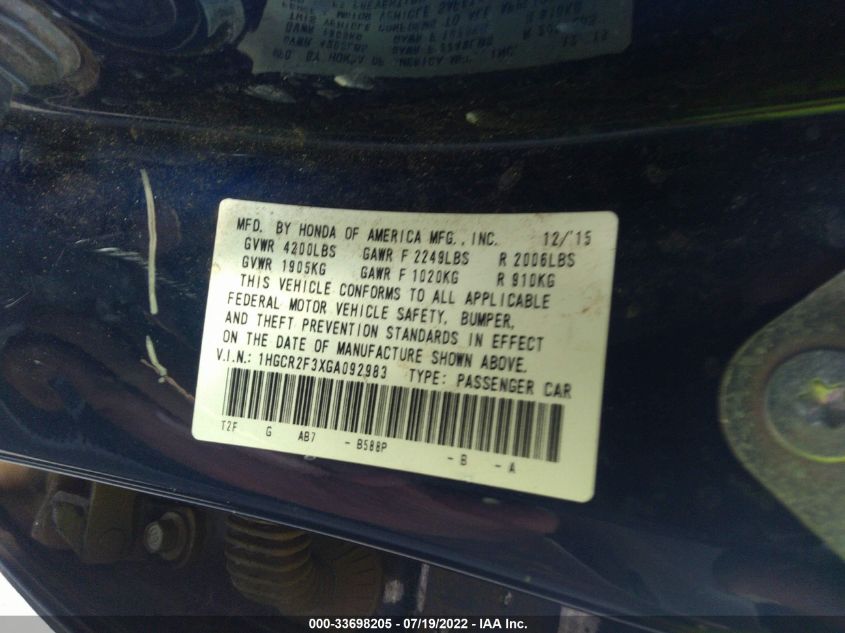 MFD. BY HONDA OF AMERICA MFG., INC. 12/'15
GVWR 4200LBS GAWR F 2249LBS R 2006LBS
GVWR 1905KG GAWR F 1020KG R 910KG
THIS VEHICLE CONFORMS TO ALL APPLICABLE
FEDERAL MOTOR VEHICLE SAFETY, BUMPER,
AND THEFT PREVENTION STANDARDS IN EFFECT
ON THE DATE OF MANUFACTURE SHOWN ABOVE.
V.I.N.: 1HGCR2F3XGA092983 TYPE: PASSENGER CAR
T2F G AB7 - B588P - B - A
000-33698205 - 07/19/2022 - IAAI.com